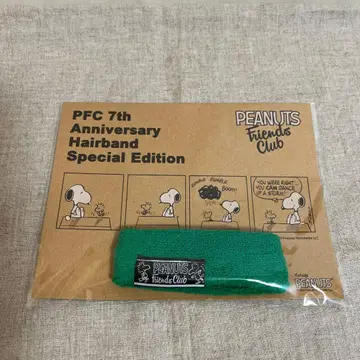 PFC 7th
Anniversary
Hairband
Special Edition
PEANUTS
Friends
Club
RUMBLE RUMBLE
BOOM!
YOU WERE RIGHT..
YOU CAN DANCE
UP A STORM!
PEANUTS
Friends Club
PEANUTS